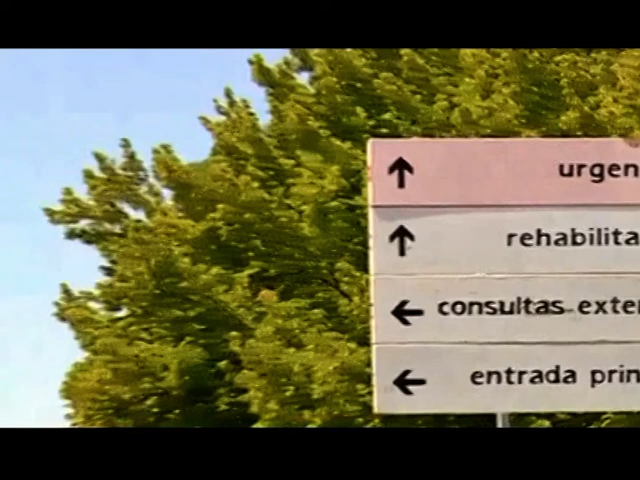 urgen
rehabilita
consultas exter
entrada prin